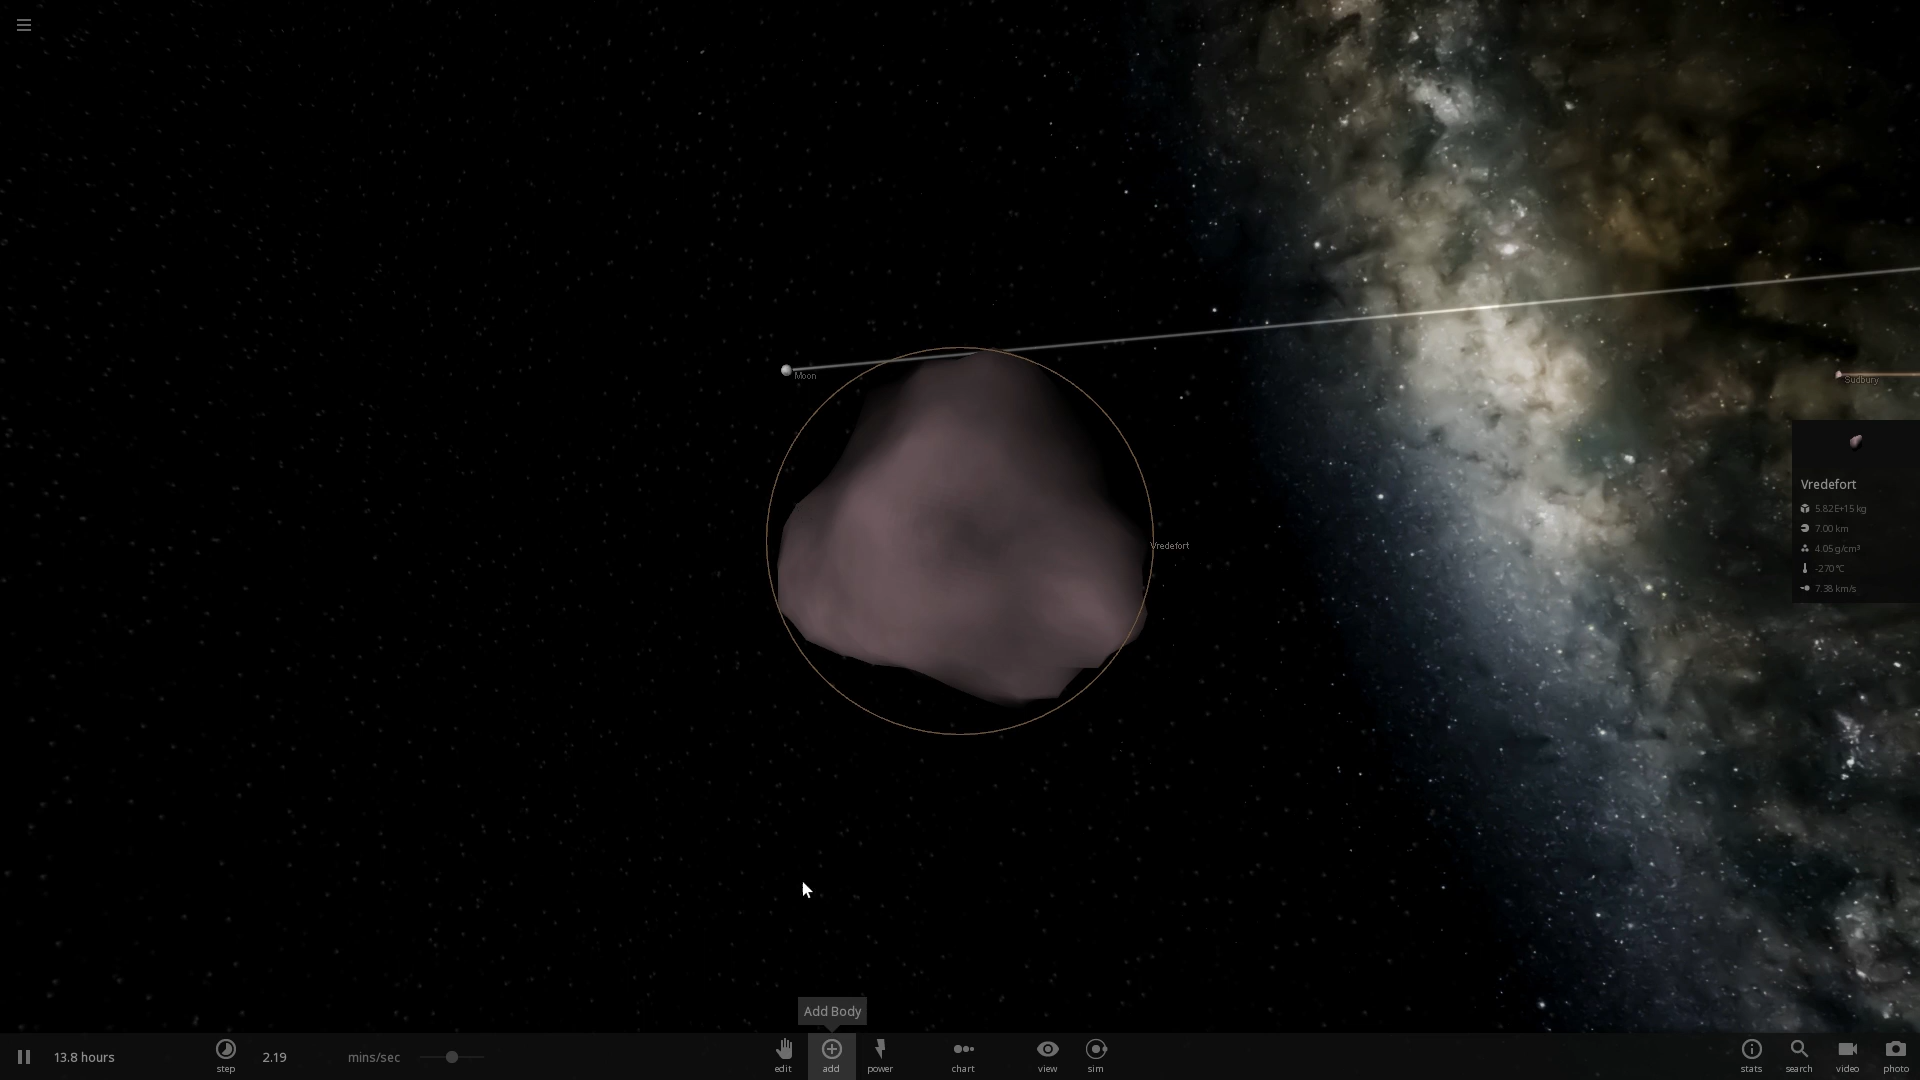 Moon
Sudbury
Vredefort
Vredefort
5.82E+15 kg
7.00 km
4.05 g/cm³
-270 °C
7.38 km/s
Add Body
13.8 hours
step
2.19
mins/sec
edit
add
power
chart
view
sim
stats
search
video
photo